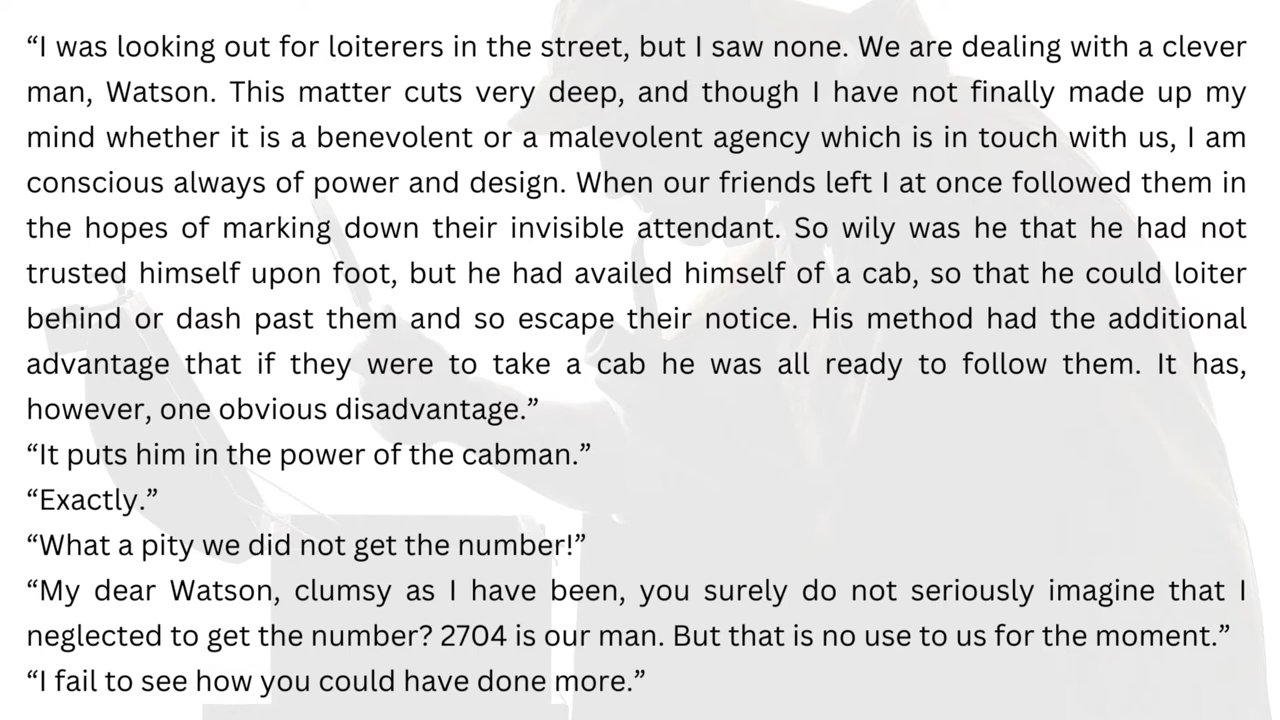 “I was looking out for loiterers in the street, but I saw none. We are dealing with a clever
man, Watson. This matter cuts very deep, and though I have not finally made up my
mind whether it is a benevolent or a malevolent agency which is in touch with us, I am
conscious always of power and design. When our friends left I at once followed them in
the hopes of marking down their invisible attendant. So wily was he that he had not
trusted himself upon foot, but he had availed himself of a cab, so that he could loiter
behind or dash past them and so escape their notice. His method had the additional
advantage that if they were to take a cab he was all ready to follow them. It has,
however, one obvious disadvantage.”
“It puts him in the power of the cabman.”
“Exactly.”
“What a pity we did not get the number!”
“My dear Watson, clumsy as I have been, you surely do not seriously imagine that I
neglected to get the number? 2704 is our man. But that is no use to us for the moment.”
“I fail to see how you could have done more.”